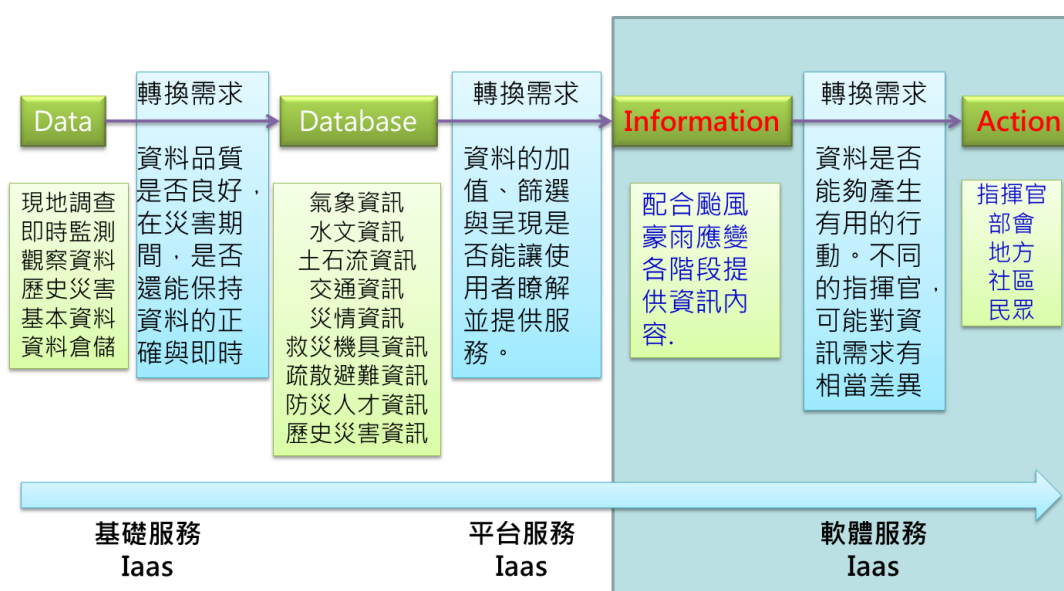 Data
現地調查
即時監測
觀察資料
歷史災害
基本資料
資料倉儲
轉換需求
資料品質
是否良好，
在災害期
間，是否
還能保持
資料的正
確與即時
Database
氣象資訊
水文資訊
土石流資訊
交通資訊
災情資訊
救災機具資訊
疏散避難資訊
防災人才資訊
歷史災害資訊
轉換需求
資料的加
值、篩選
與呈現是
否能讓使
用者瞭解
並提供服
務。
Information
配合颱風
豪雨應變
各階段提
供資訊內
容.
轉換需求
資料是否
能夠產生
有用的行
動。不同
的指揮官，
可能對資
訊需求有
相當差異
Action
指揮官
部會
地方
社區
民眾
基礎服務
Iaas
平台服務
Iaas
軟體服務
Iaas